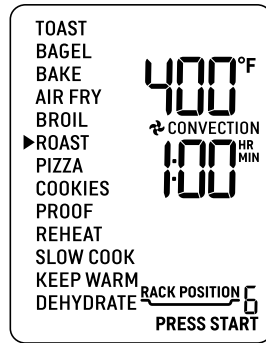 TOAST
BAGEL
BAKE
AIR FRY
BROIL
ROAST
PIZZA
COOKIES
PROOF
REHEAT
SLOW COOK
KEEP WARM
DEHYDRATE
400°F
CONVECTION
1:00 HR MIN
RACK POSITION 6
PRESS START